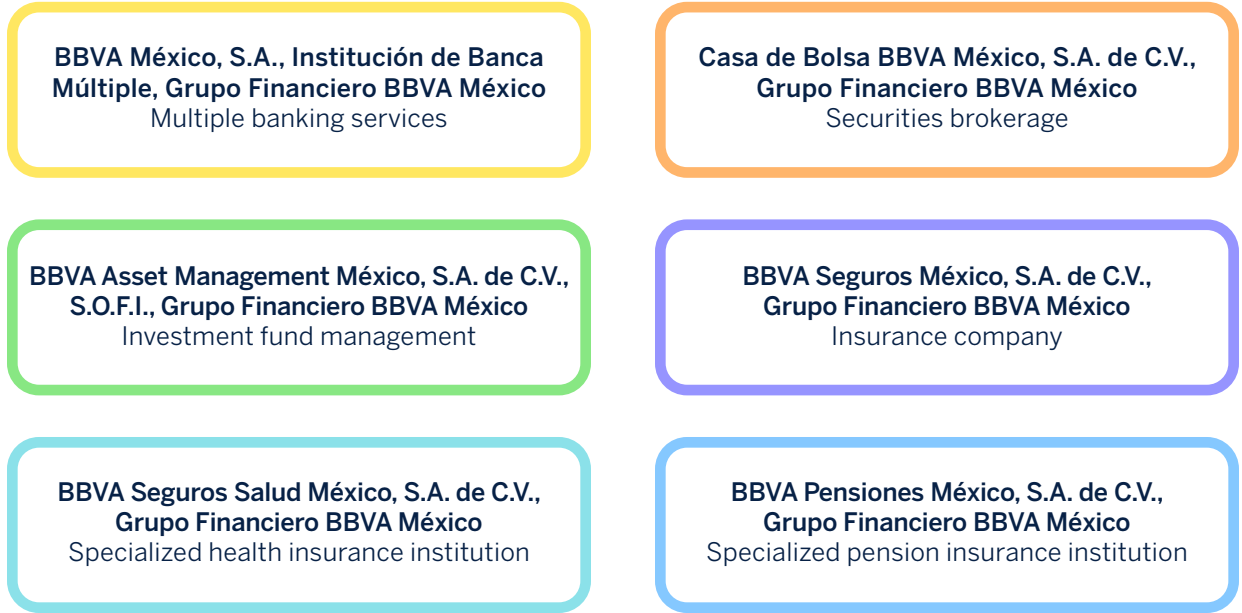 BBVA México, S.A., Institución de Banca
Múltiple, Grupo Financiero BBVA México
Multiple banking services
Casa de Bolsa BBVA México, S.A. de C.V.,
Grupo Financiero BBVA México
Securities brokerage
BBVA Asset Management México, S.A. de C.V.,
S.O.F.I., Grupo Financiero BBVA México
Investment fund management
BBVA Seguros México, S.A. de C.V.,
Grupo Financiero BBVA México
Insurance company
BBVA Seguros Salud México, S.A. de C.V.,
Grupo Financiero BBVA México
Specialized health insurance institution
BBVA Pensiones México, S.A. de C.V.,
Grupo Financiero BBVA México
Specialized pension insurance institution